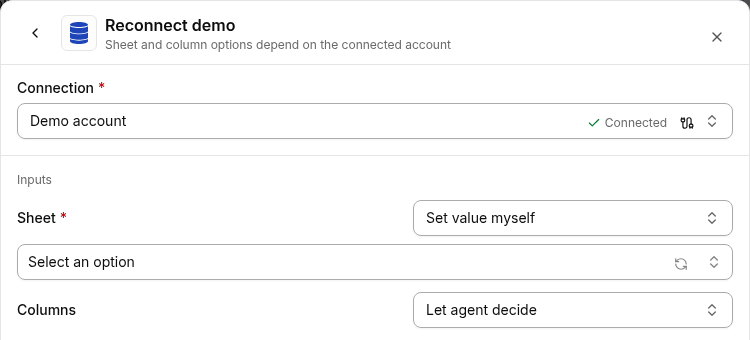 Reconnect demo
Sheet and column options depend on the connected account
Connection *
Demo account
Connected
Inputs
Sheet *
Set value myself
Select an option
Columns
Let agent decide